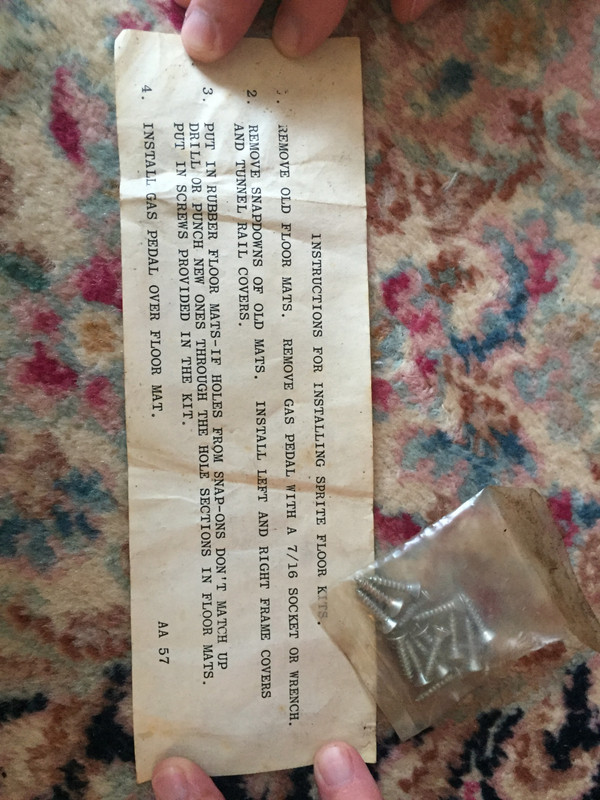 INSTRUCTIONS FOR INSTALLING SPRITE FLOOR KITS.
1. REMOVE OLD FLOOR MATS. REMOVE GAS PEDAL WITH A 7/16 SOCKET OR WRENCH.
2. REMOVE SNAPDOWNS OF OLD MATS. INSTALL LEFT AND RIGHT FRAME COVERS
AND TUNNEL RAIL COVERS.
3. PUT IN RUBBER FLOOR MATS-IF HOLES FROM SNAP-ONS DON'T MATCH UP
DRILL OR PUNCH NEW ONES THROUGH THE HOLE SECTIONS IN FLOOR MATS.
PUT IN SCREWS PROVIDED IN THE KIT.
4. INSTALL GAS PEDAL OVER FLOOR MAT.
AA 57